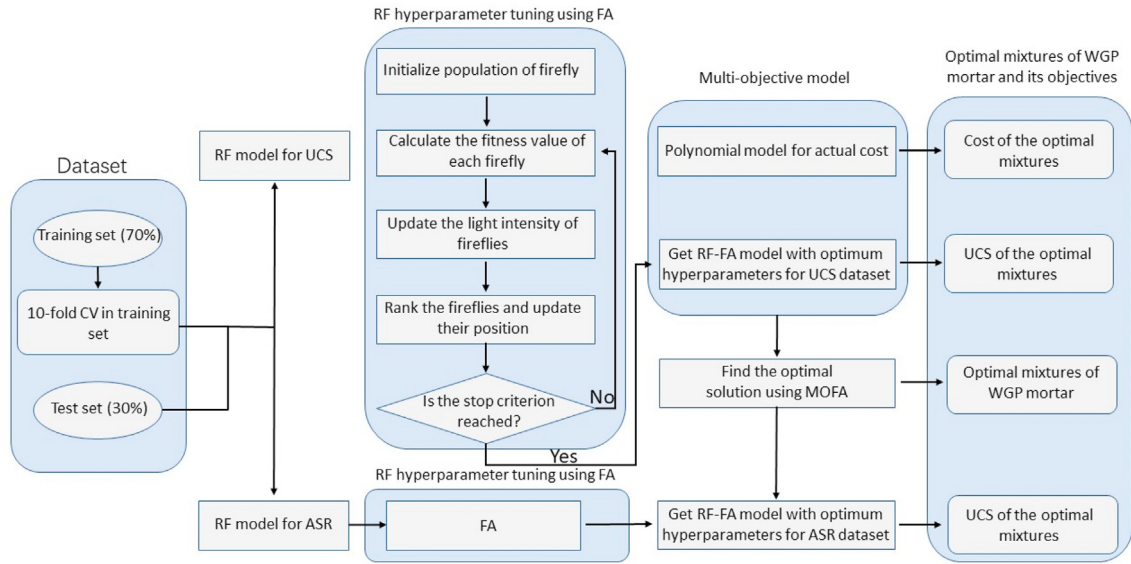 Dataset
Training set (70%)
10-fold CV in training
set
Test set (30%)
RF model for UCS
RF model for ASR
RF hyperparameter tuning using FA
Initialize population of firefly
Calculate the fitness value of
each firefly
Update the light intensity of
fireflies
Rank the fireflies and update
their position
Is the stop criterion
reached?
No
Yes
RF hyperparameter tuning using FA
FA
Multi-objective model
Polynomial model for actual cost
Get RF-FA model with optimum
hyperparameters for UCS dataset
Find the optimal
solution using MOFA
Get RF-FA model with optimum
hyperparameters for ASR dataset
Optimal mixtures of WGP
mortar and its objectives
Cost of the optimal
mixtures
UCS of the optimal
mixtures
Optimal mixtures of
WGP mortar
UCS of the optimal
mixtures